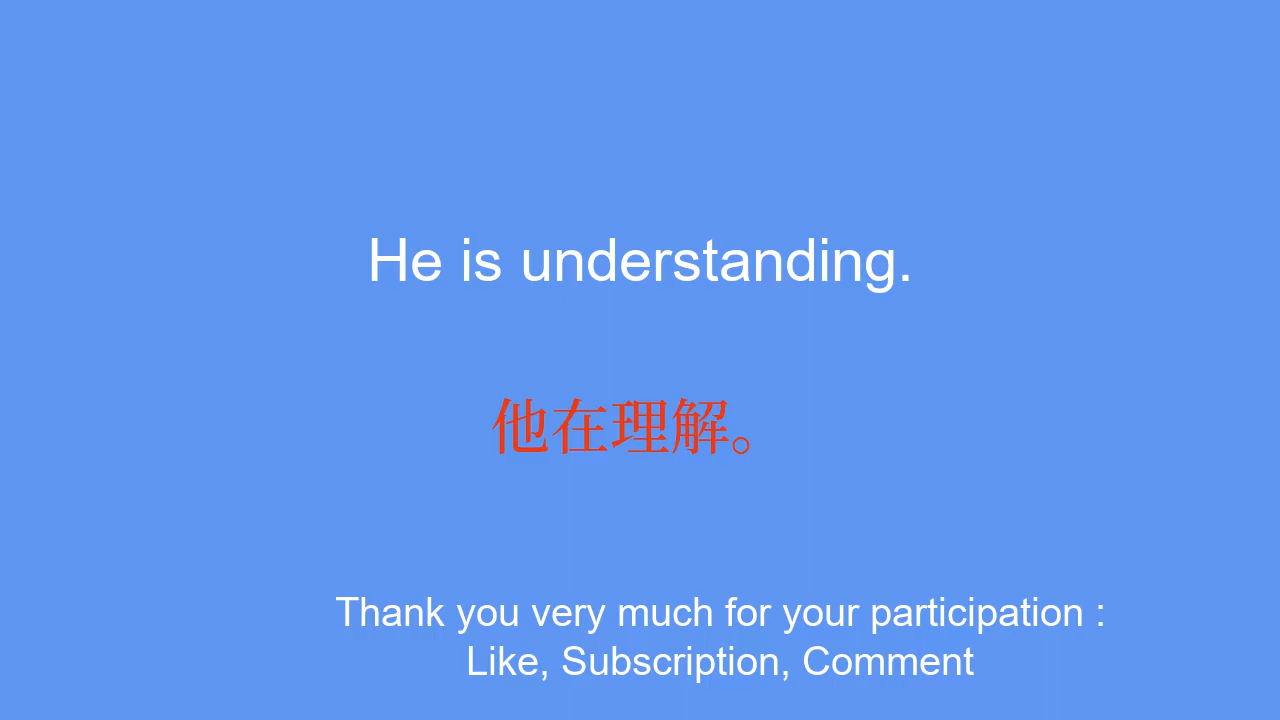 He is understanding.
他在理解。
Thank you very much for your participation :
Like, Subscription, Comment